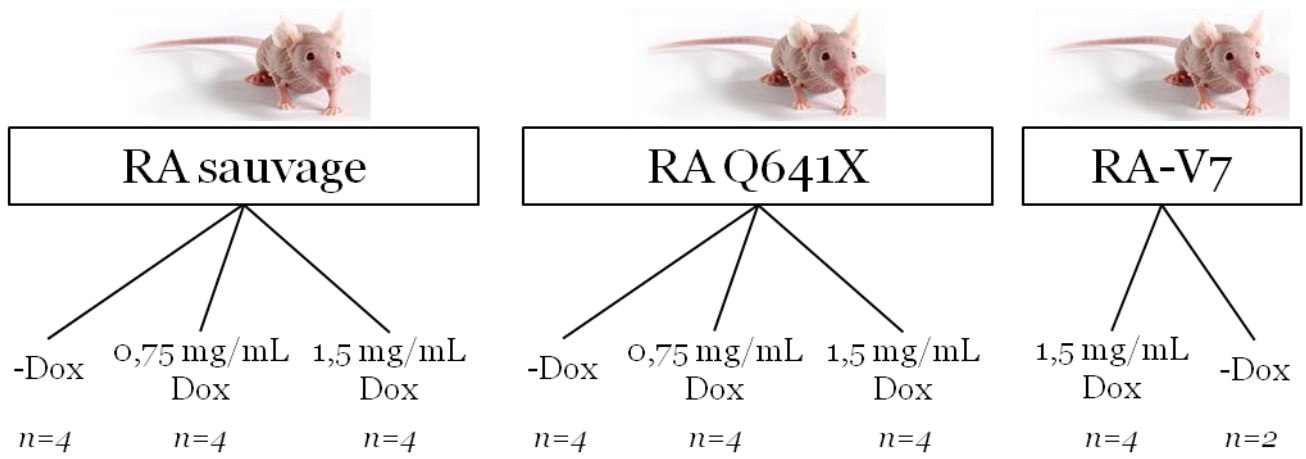 RA sauvage
-Dox
0,75 mg/mL
Dox
1,5 mg/mL
Dox
n=4
n=4
n=4
RA Q641X
-Dox
0,75 mg/mL
Dox
1,5 mg/mL
Dox
n=4
n=4
n=4
RA-V7
1,5 mg/mL
Dox
-Dox
n=4
n=2